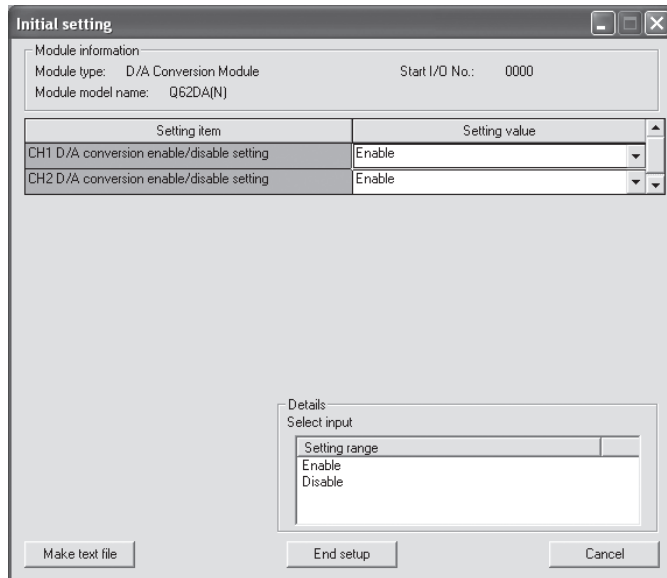 Initial setting
Module information
Module type: D/A Conversion Module Start I/O No.: 0000
Module model name: Q62DA(N)
Setting item Setting value
CH1 D/A conversion enable/disable setting Enable
CH2 D/A conversion enable/disable setting Enable
Details
Select input
Setting range
Enable
Disable
Make text file End setup Cancel